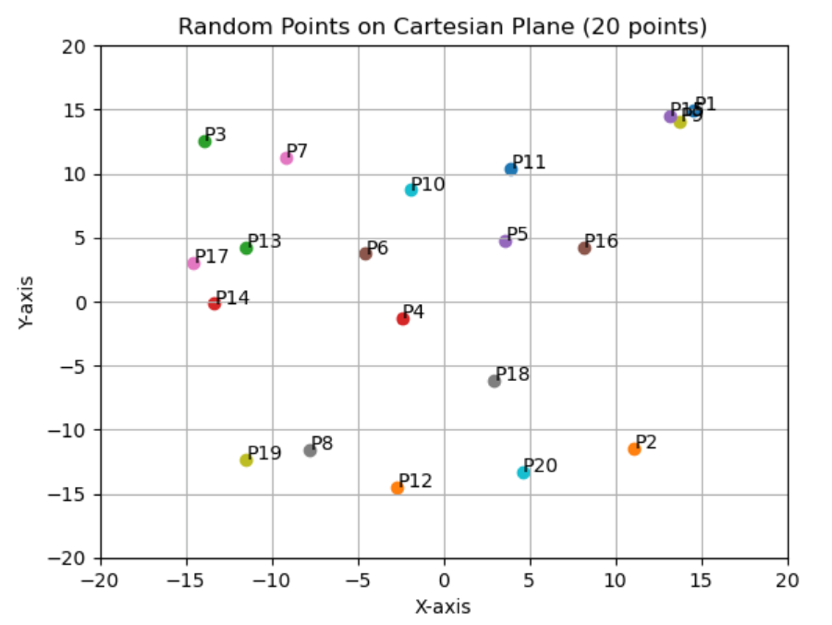 Random Points on Cartesian Plane (20 points)
20
15
10
5
0
−5
−10
−15
−20
Y-axis
P1
P15
P9
P3
P7
P11
P10
P5
P16
P13
P6
P17
P14
P4
P18
P2
P8
P19
P20
P12
−20 −15 −10 −5 0 5 10 15 20
X-axis